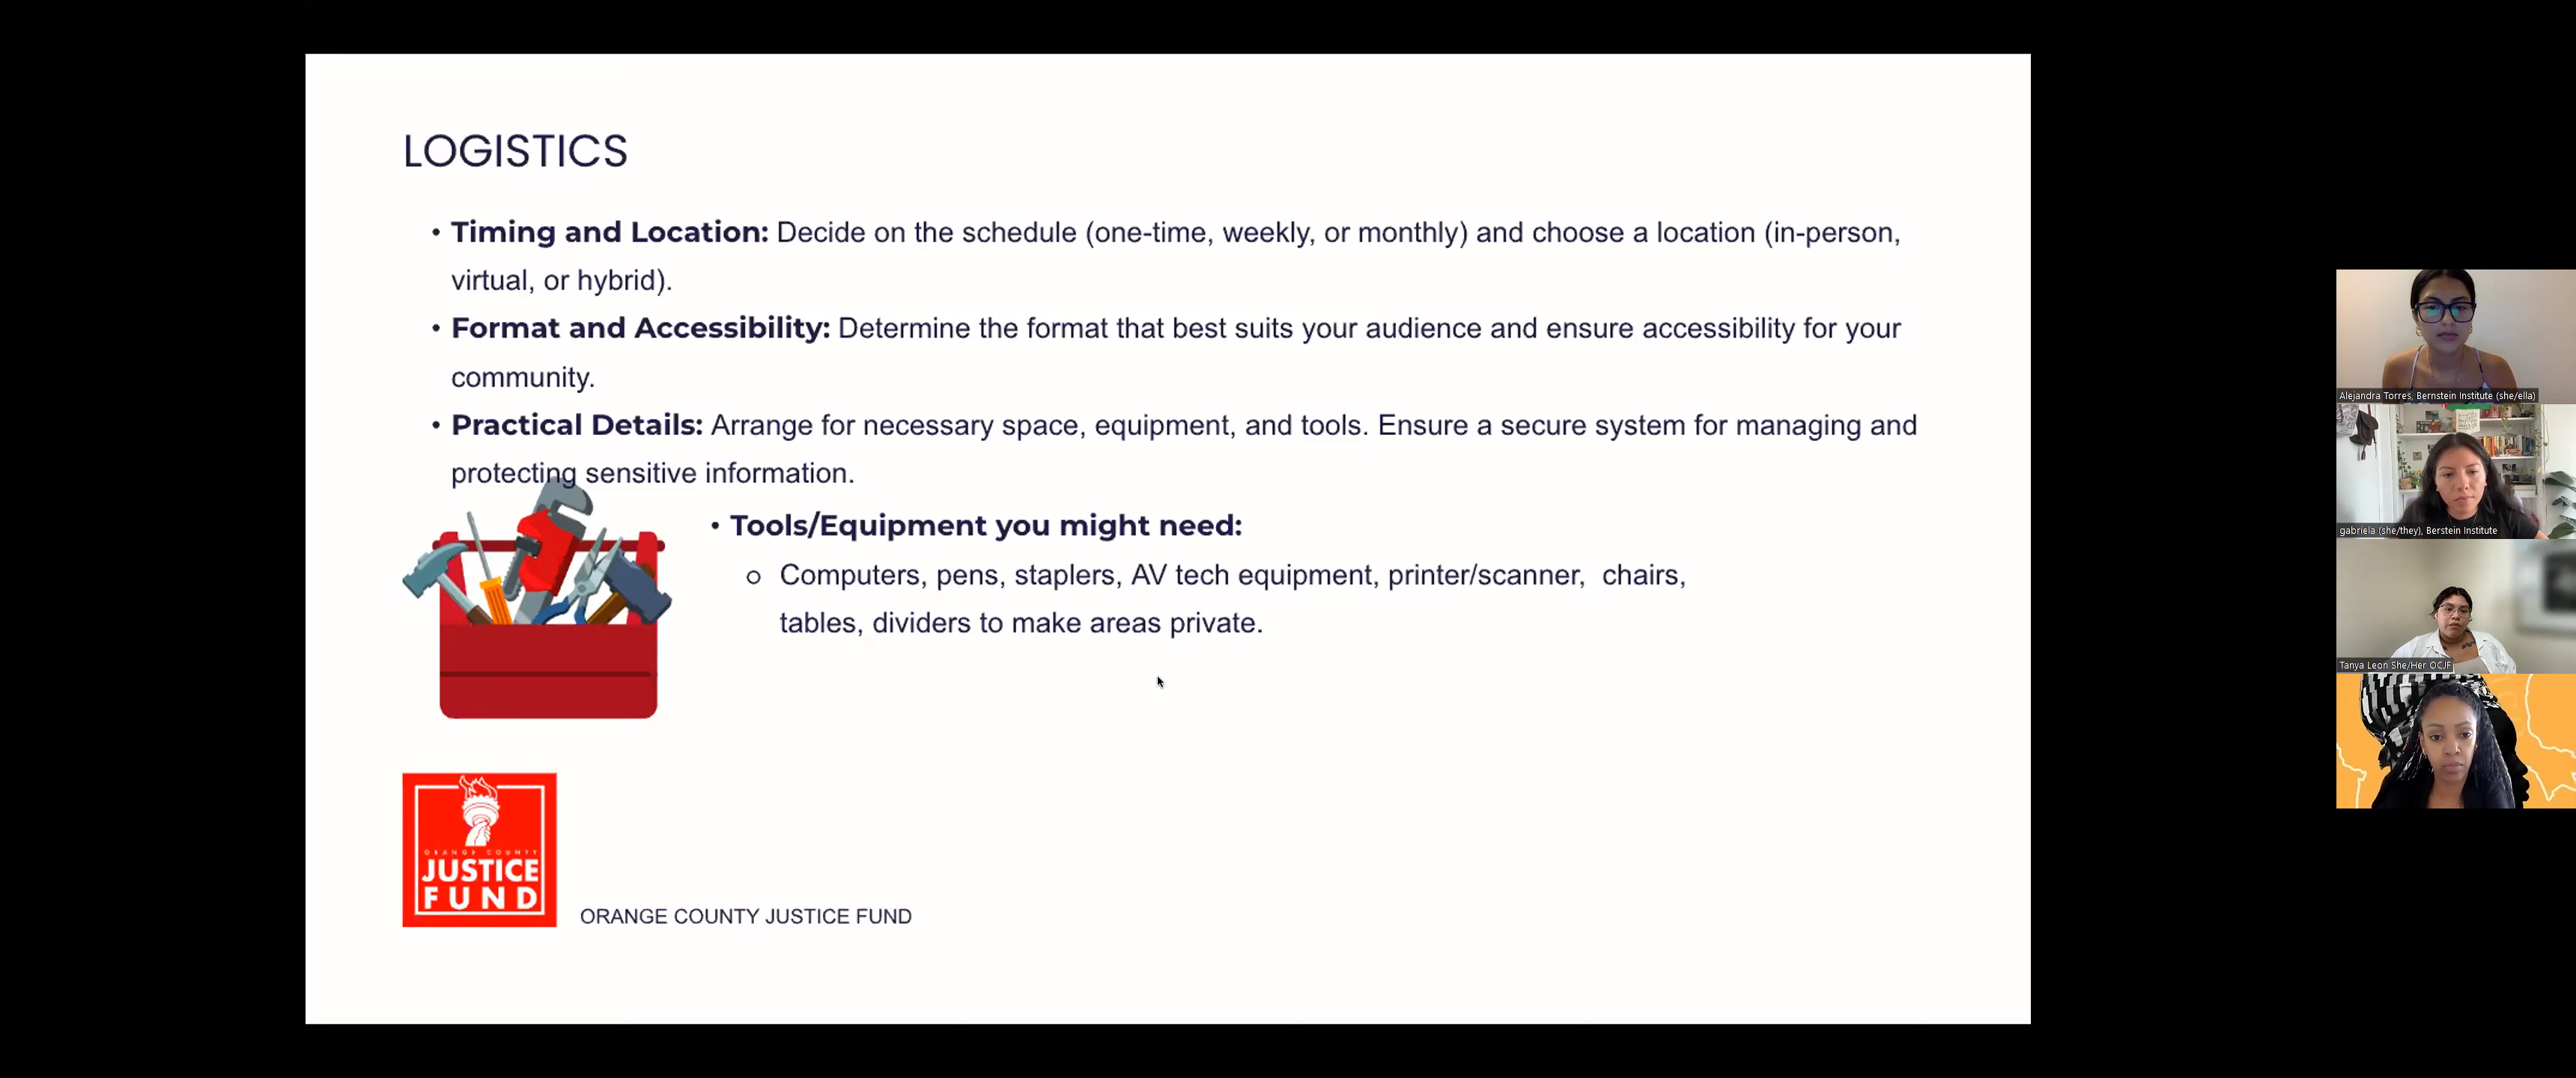 LOGISTICS
• Timing and Location: Decide on the schedule (one-time, weekly, or monthly) and choose a location (in-person,
virtual, or hybrid).
• Format and Accessibility: Determine the format that best suits your audience and ensure accessibility for your
community.
• Practical Details: Arrange for necessary space, equipment, and tools. Ensure a secure system for managing and
protecting sensitive information.
• Tools/Equipment you might need:
○ Computers, pens, staplers, AV tech equipment, printer/scanner, chairs,
tables, dividers to make areas private.
ORANGE COUNTY
JUSTICE
FUND
ORANGE COUNTY JUSTICE FUND
Alejandra Torres, Bernstein Institute (she/ella)
gabriela (she/they), Berstein Institute
Tanya Leon She/Her OCJF